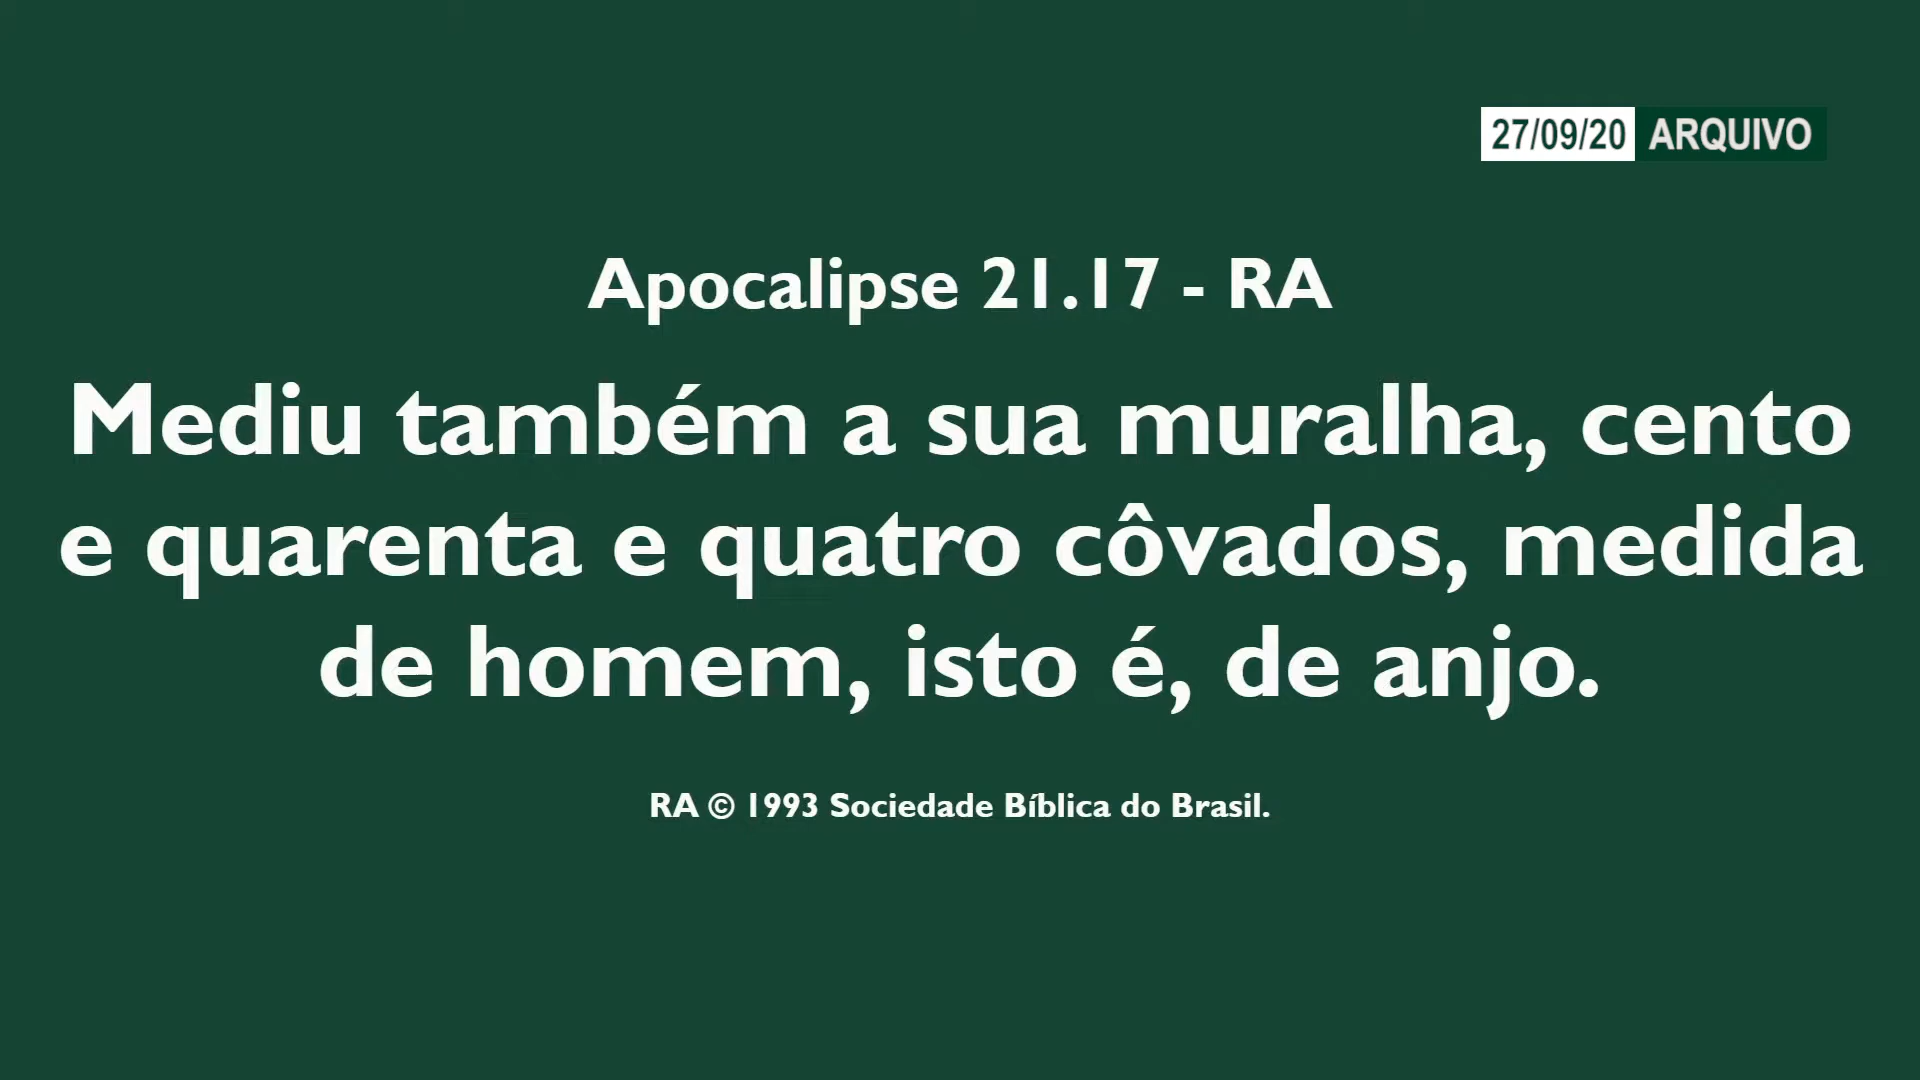 27/09/20 ARQUIVO
Apocalipse 21.17 - RA
Mediu também a sua muralha, cento
e quarenta e quatro côvados, medida
de homem, isto é, de anjo.
RA © 1993 Sociedade Bíblica do Brasil.